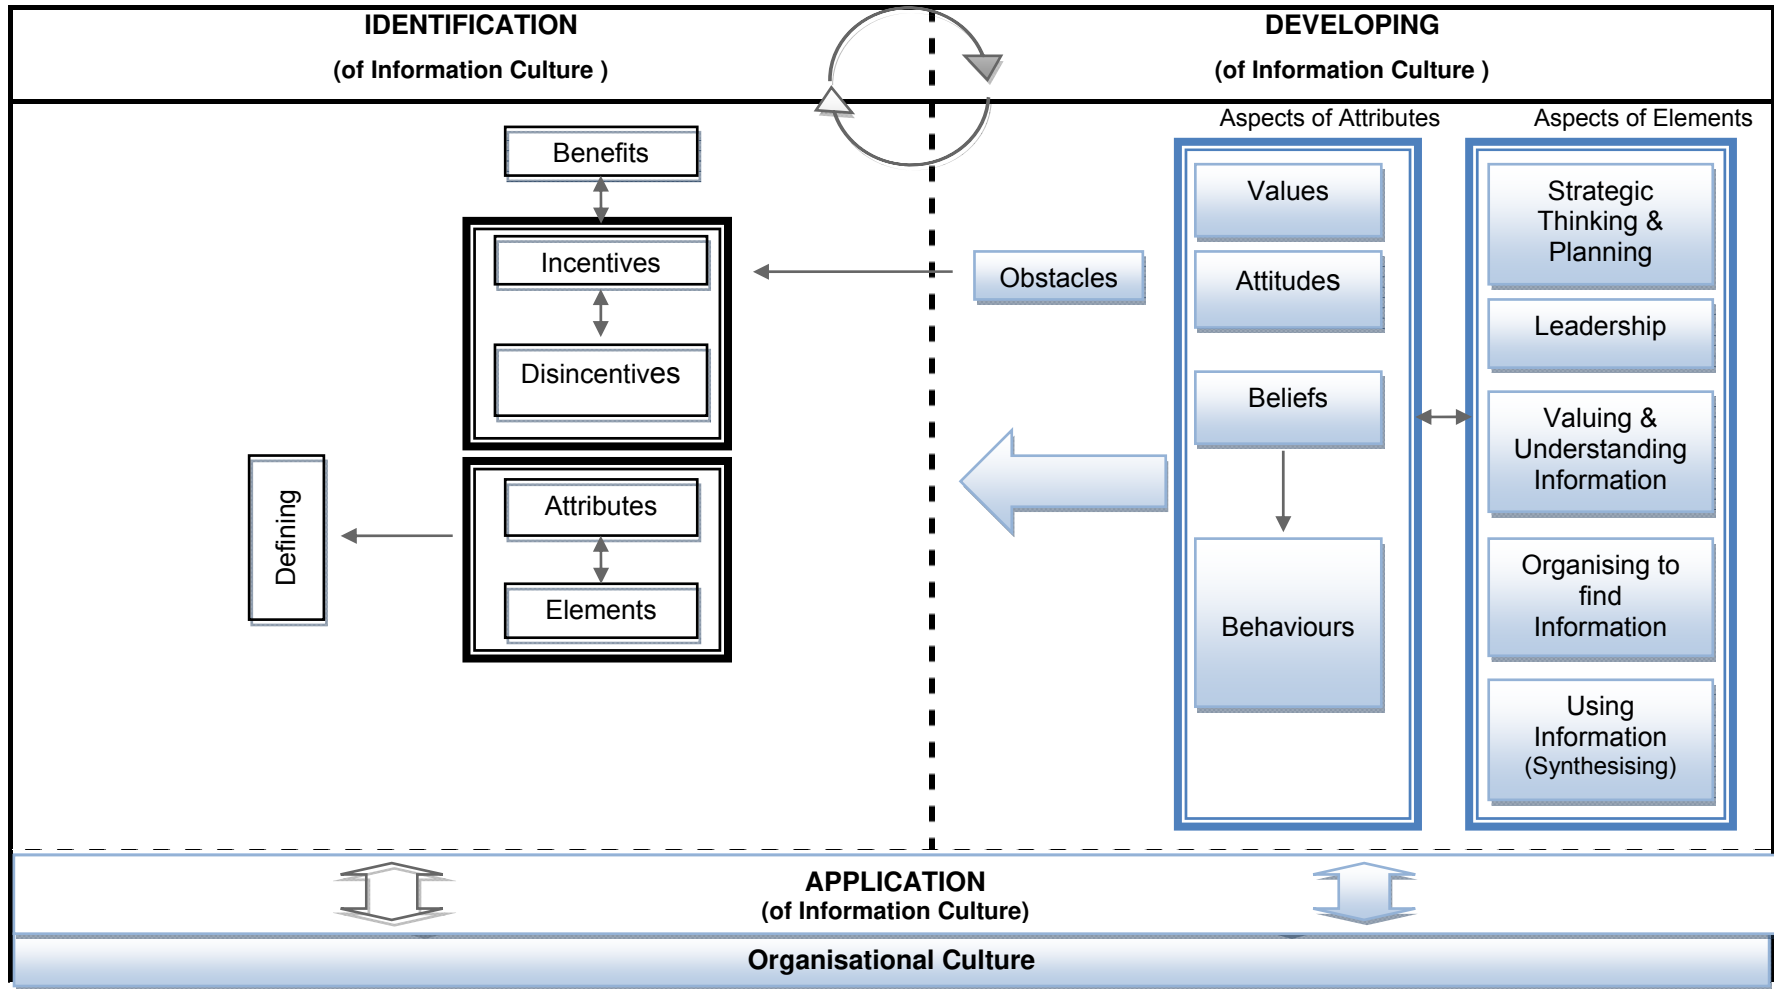 IDENTIFICATION
(of Information Culture )
DEVELOPING
(of Information Culture )
Benefits
Incentives
Disincentives
Defining
Attributes
Elements
Obstacles
Aspects of Attributes
Values
Attitudes
Beliefs
Behaviours
Aspects of Elements
Strategic
Thinking &
Planning
Leadership
Valuing &
Understanding
Information
Organising to
find
Information
Using
Information
(Synthesising)
APPLICATION
(of Information Culture)
Organisational Culture